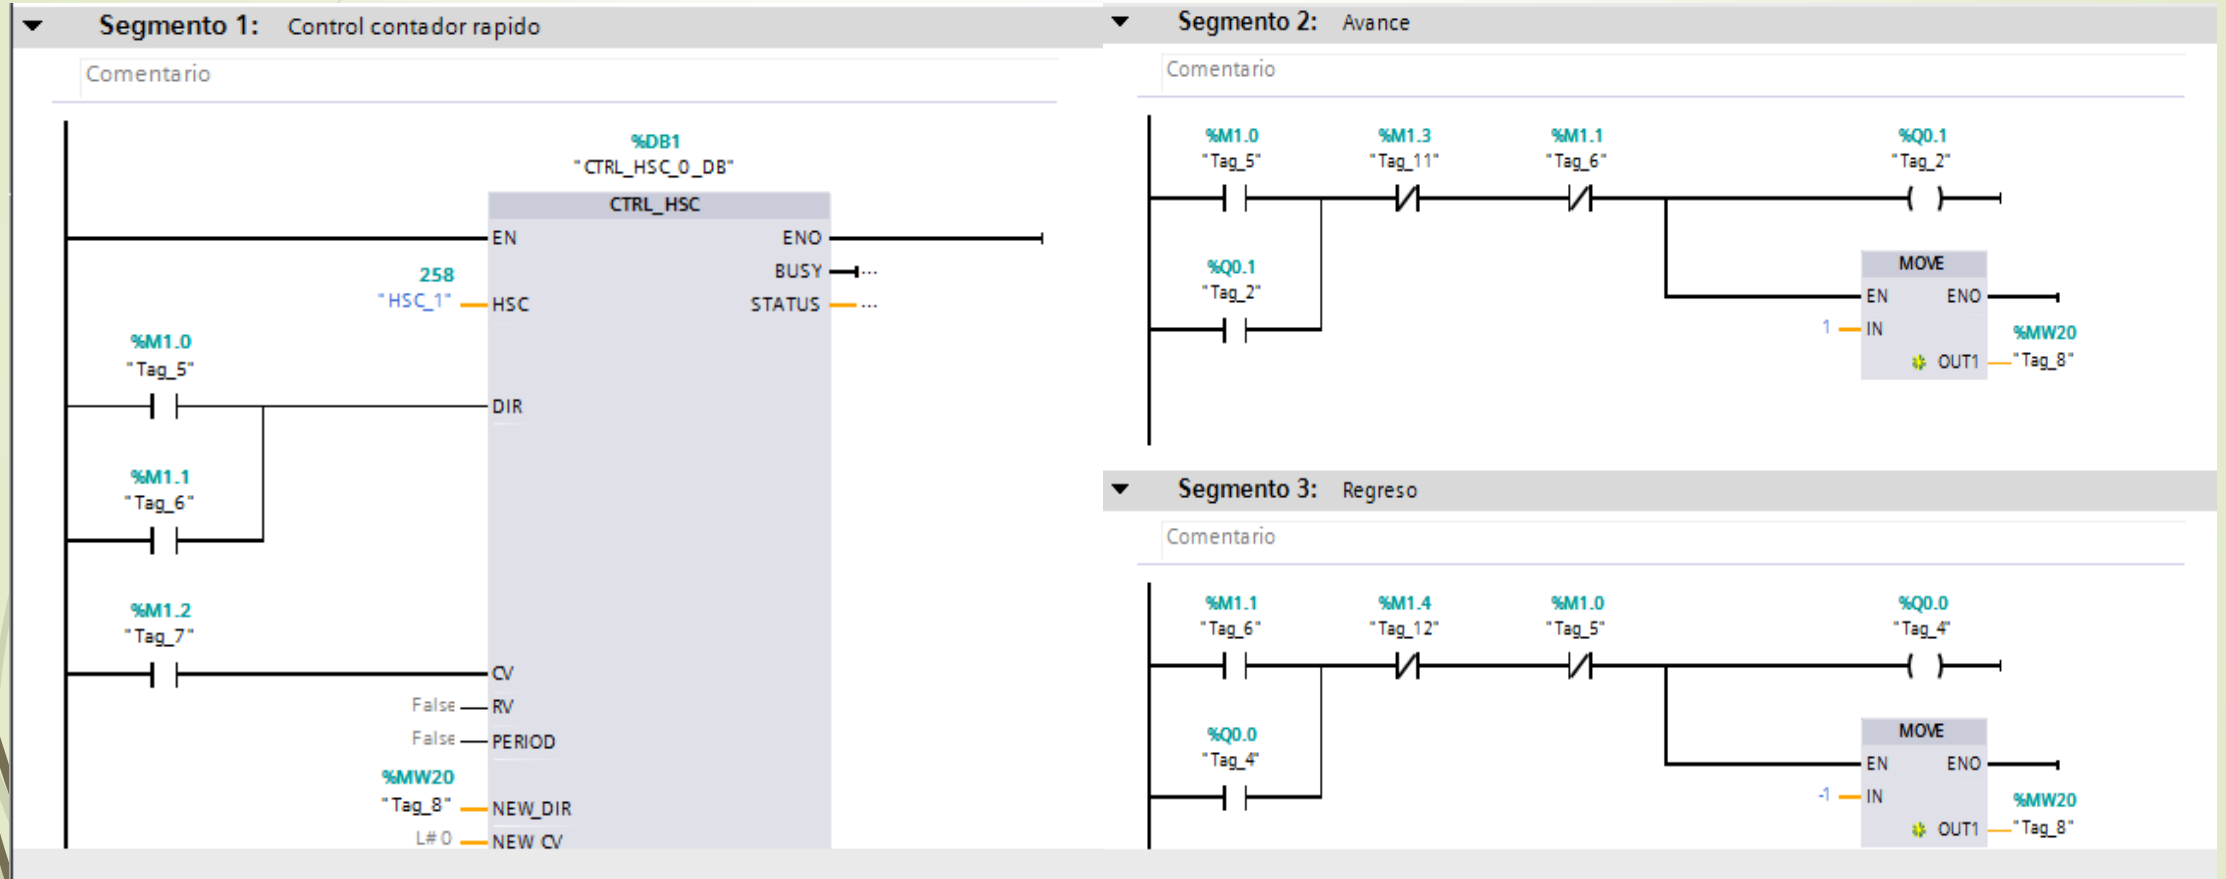 Segmento 1: Control contador rapido
Comentario
%DB1
"CTRL_HSC_0_DB"
CTRL_HSC
EN ENO
BUSY ...
258
"HSC_1" HSC
STATUS ...
%M1.0
"Tag_5"
DIR
%M1.1
"Tag_6"
%M1.2
"Tag_7"
CV
False RV
False PERIOD
%MW20
"Tag_8" NEW_DIR
L#0 NEW_CV
Segmento 2: Avance
Comentario
%M1.0 %M1.3 %M1.1 %Q0.1
"Tag_5" "Tag_11" "Tag_6" "Tag_2"
%Q0.1
"Tag_2"
MOVE
EN ENO
1 IN
%MW20
OUT1 "Tag_8"
Segmento 3: Regreso
Comentario
%M1.1 %M1.4 %M1.0 %Q0.0
"Tag_6" "Tag_12" "Tag_5" "Tag_4"
%Q0.0
"Tag_4"
MOVE
EN ENO
-1 IN
%MW20
OUT1 "Tag_8"